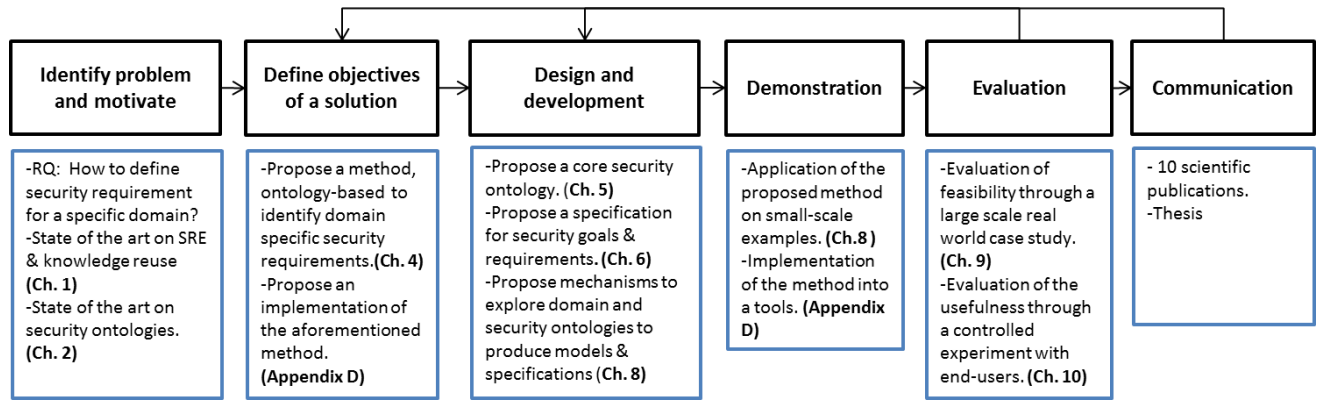 Identify problem
and motivate
Define objectives
of a solution
Design and
development
Demonstration
Evaluation
Communication
-RQ: How to define
security requirement
for a specific domain?
-State of the art on SRE
& knowledge reuse
(Ch. 1)
-State of the art on
security ontologies.
(Ch. 2)
-Propose a method,
ontology-based to
identify domain
specific security
requirements.(Ch. 4)
-Propose an
implementation of
the aforementioned
method.
(Appendix D)
-Propose a core security
ontology. (Ch. 5)
-Propose a specification
for security goals &
requirements. (Ch. 6)
-Propose mechanisms to
explore domain and
security ontologies to
produce models &
specifications (Ch. 8)
-Application of the
proposed method
on small-scale
examples. (Ch.8 )
-Implementation
of the method into
a tools. (Appendix
D)
-Evaluation of
feasibility through a
large scale real
world case study.
(Ch. 9)
-Evaluation of the
usefulness through
a controlled
experiment with
end-users. (Ch. 10)
- 10 scientific
publications.
-Thesis